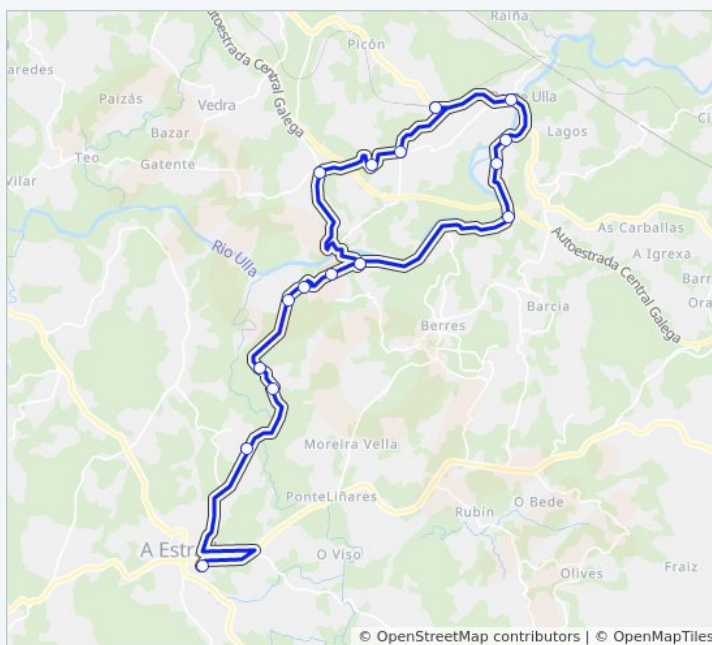 Raíña
Picón
Autoestrada Central Galega
Paizás
Vedra
Ulla
Bazar
Lagos
Teo
Gatente
Vilar
As Carballas
Río Ulla
A Igrexa
Autoestrada Central Galega
Barcia
Berres
Moreira Vella
PonteLiñares
O Bede
Rubín
A Estr
O Viso
Fraiz
Olives
© OpenStreetMap contributors | © OpenMapTiles